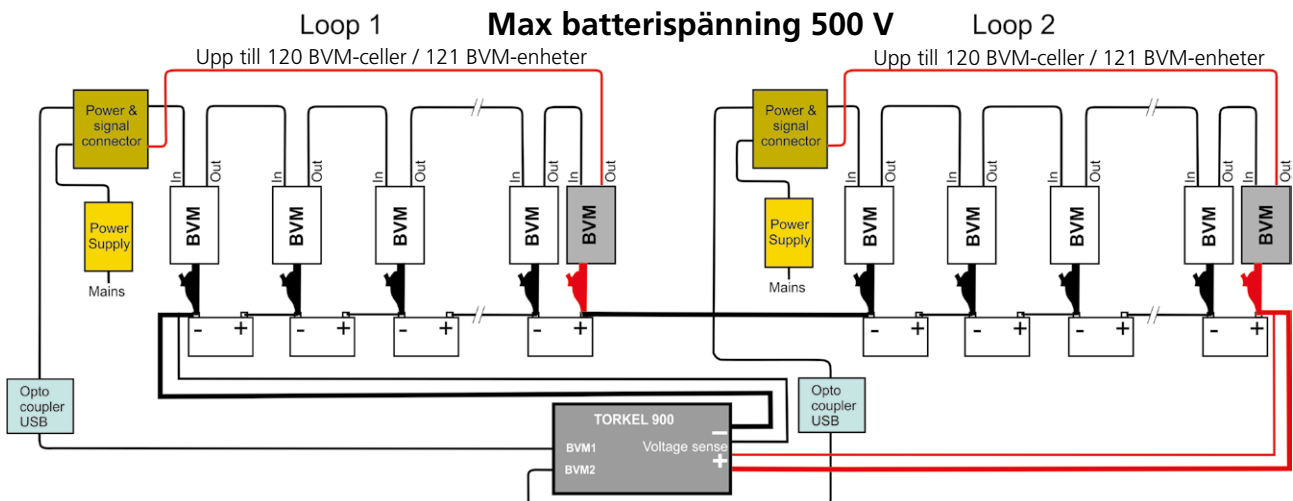 Loop 1
Max batterispänning 500 V
Loop 2
Upp till 120 BVM-celler / 121 BVM-enheter
Upp till 120 BVM-celler / 121 BVM-enheter
Power &
signal
connector
In
Out
In
Out
In
Out
In
Out
In
Out
Power &
signal
connector
In
Out
In
Out
In
Out
In
Out
In
Out
Power
Supply
Mains
BVM
BVM
BVM
BVM
BVM
Power
Supply
Mains
BVM
BVM
BVM
BVM
BVM
- +
- +
- +
- +
- +
- +
- +
- +
Opto
coupler
USB
TORKEL 900
−
Voltage sense
+
BVM1
BVM2
Opto
coupler
USB